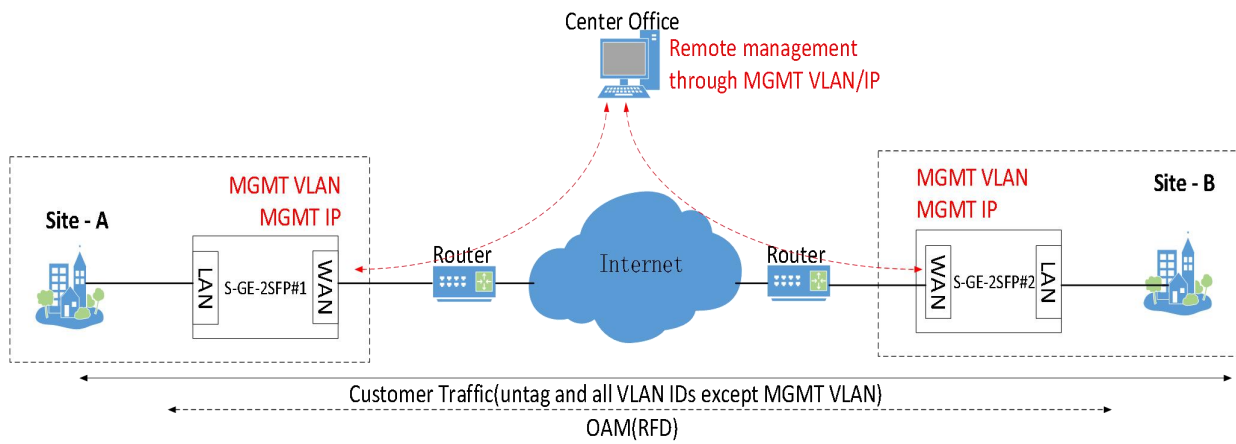 Center Office
Remote management
through MGMT VLAN/IP
MGMT VLAN
MGMT IP
Site - A
LAN
S-GE-2SFP#1
WAN
Router
Internet
Router
MGMT VLAN
MGMT IP
Site - B
WAN
S-GE-2SFP#2
LAN
Customer Traffic(untag and all VLAN IDs except MGMT VLAN)
OAM(RFD)